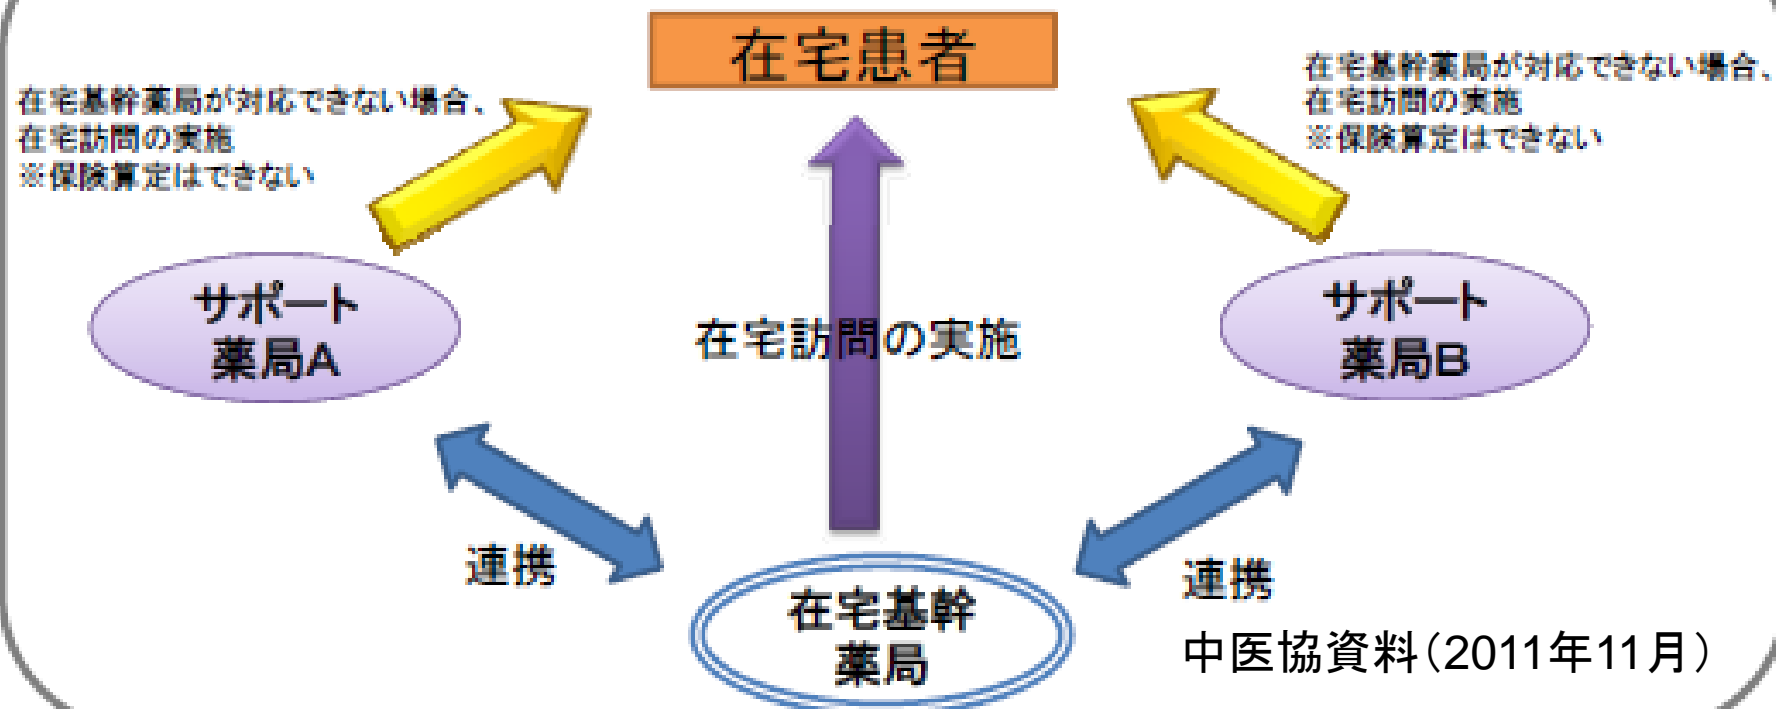 在宅患者
在宅基幹薬局が対応できない場合、
在宅訪問の実施
※保険算定はできない
在宅基幹薬局が対応できない場合、
在宅訪問の実施
※保険算定はできない
サポート
薬局A
在宅訪問の実施
サポート
薬局B
連携
連携
在宅基幹
薬局
中医協資料(2011年11月)